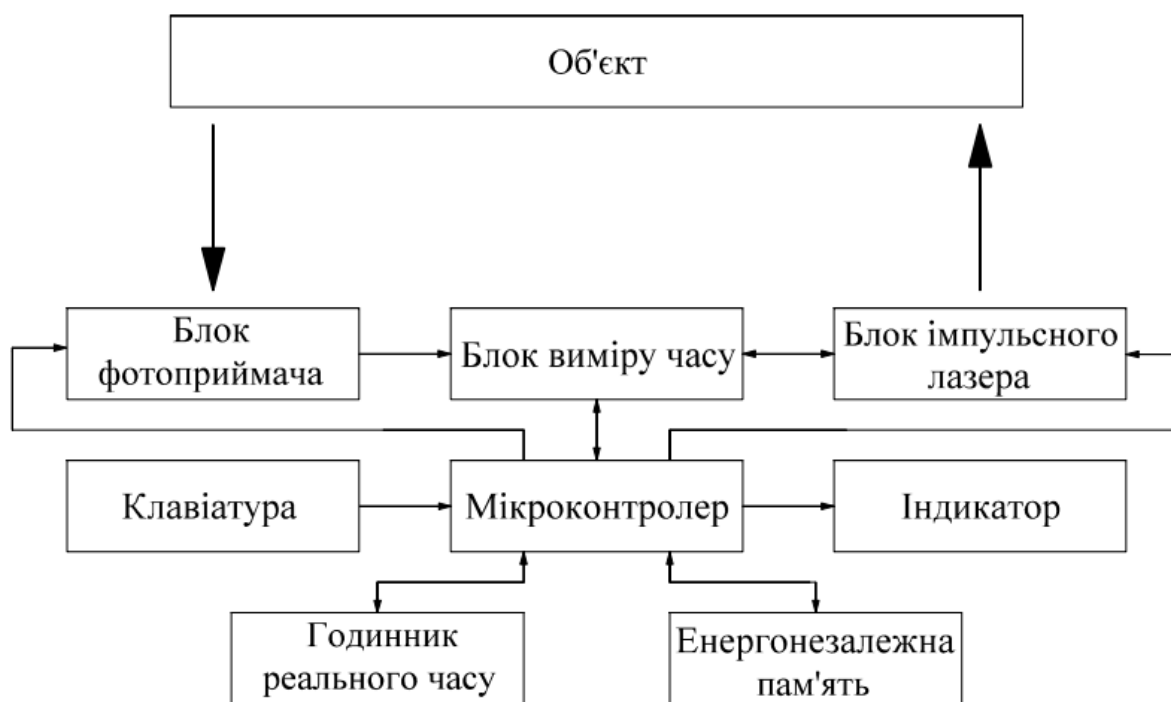 Об'єкт
Блок
фотоприймача
Блок виміру часу
Блок імпульсного
лазера
Клавіатура
Мікроконтролер
Індикатор
Годинник
реального часу
Енергонезалежна
пам'ять